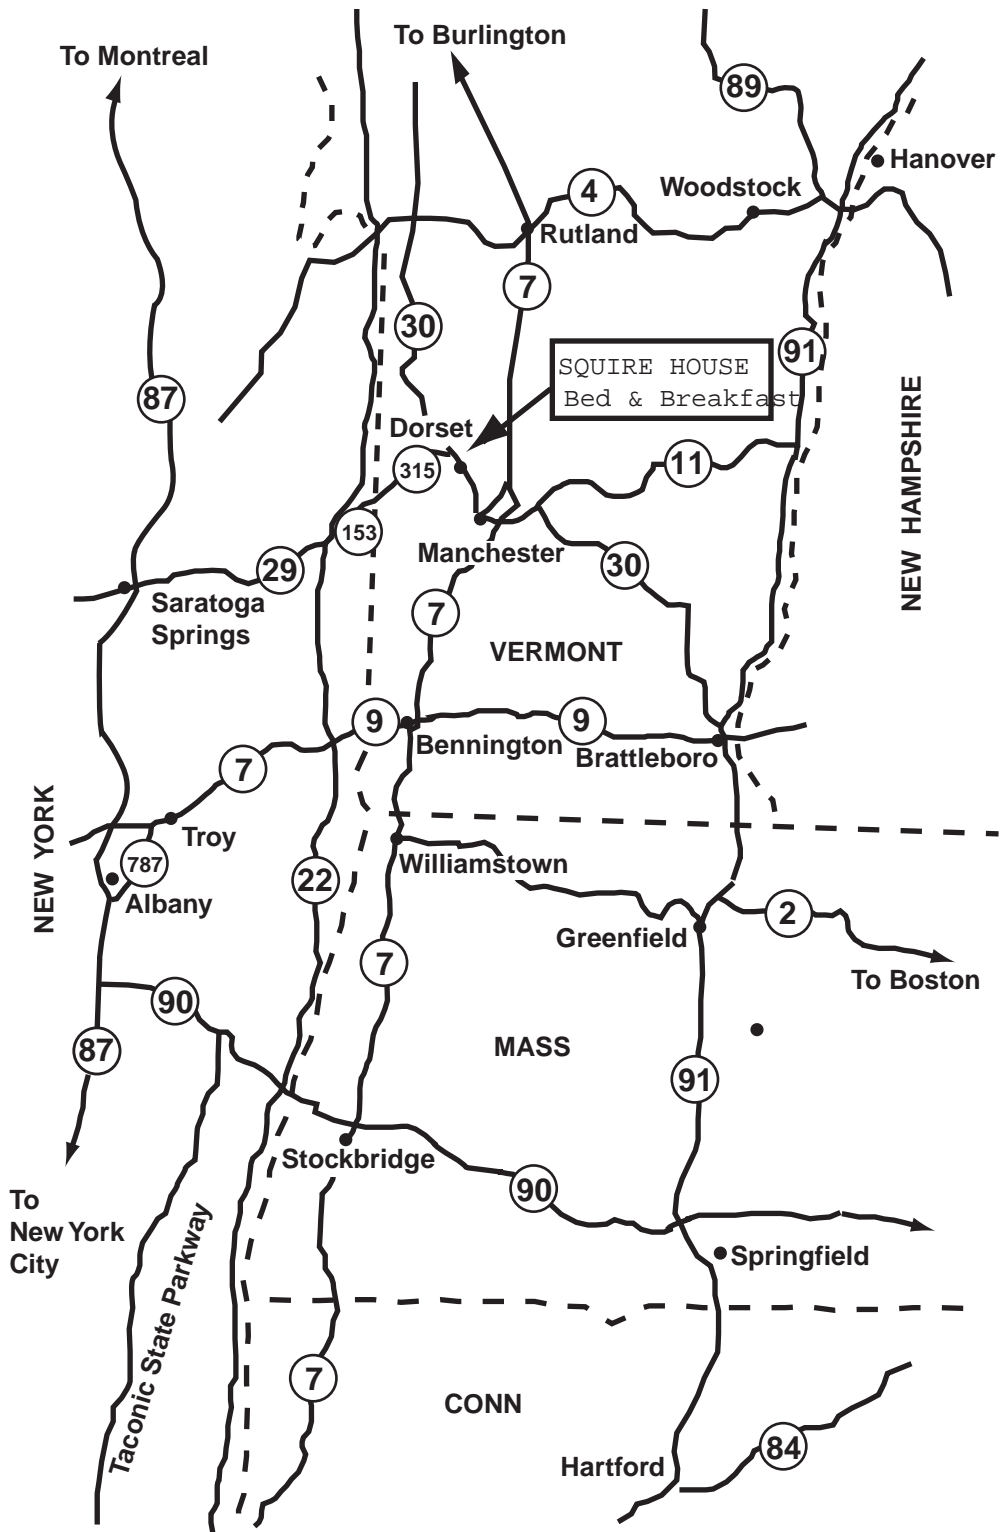 To Burlington
To Montreal
89
Hanover
Woodstock
4
Rutland
7
30
91
SQUIRE HOUSE
Bed & Breakfast
87
NEW HAMPSHIRE
Dorset
11
315
153
Manchester
30
29
Saratoga
Springs
7
VERMONT
9
9
Bennington
Brattleboro
7
NEW YORK
Troy
787
Williamstown
22
Albany
2
Greenfield
7
To Boston
90
MASS
87
91
Stockbridge
90
To
New York
City
Taconic State Parkway
Springfield
7
CONN
84
Hartford